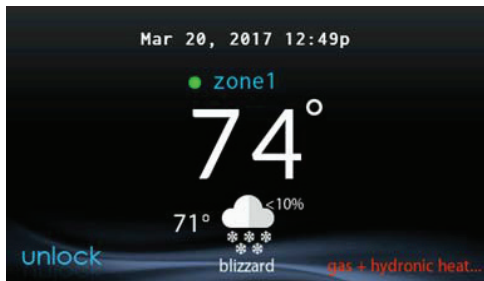 Mar 20, 2017 12:49p
zone1
74°
<10%
71°
blizzard
unlock
gas + hydronic heat...